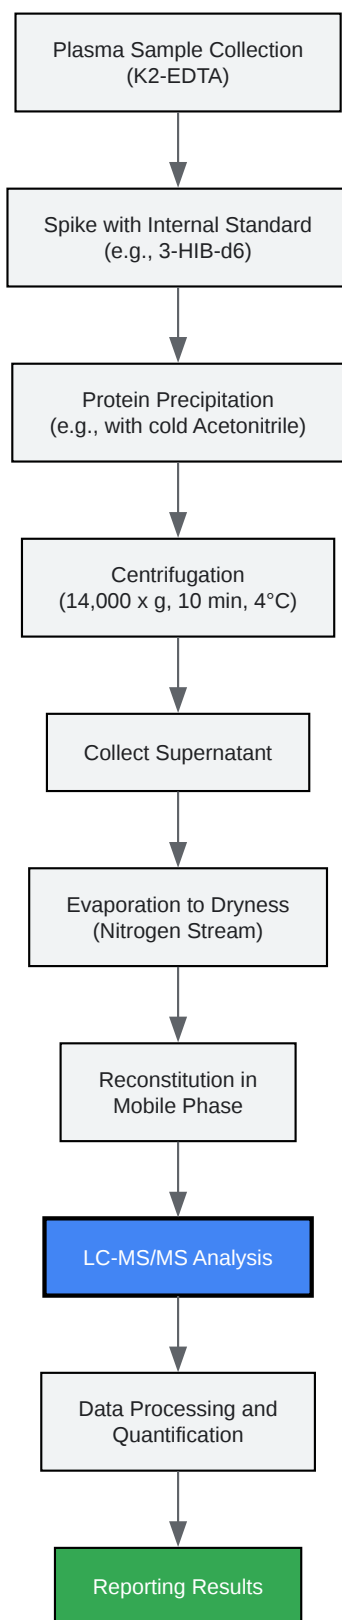 Plasma Sample Collection
(K2-EDTA)
Spike with Internal Standard
(e.g., 3-HIB-d6)
Protein Precipitation
(e.g., with cold Acetonitrile)
Centrifugation
(14,000 x g, 10 min, 4°C)
Collect Supernatant
Evaporation to Dryness
(Nitrogen Stream)
Reconstitution in
Mobile Phase
LC-MS/MS Analysis
Data Processing and
Quantification
Reporting Results